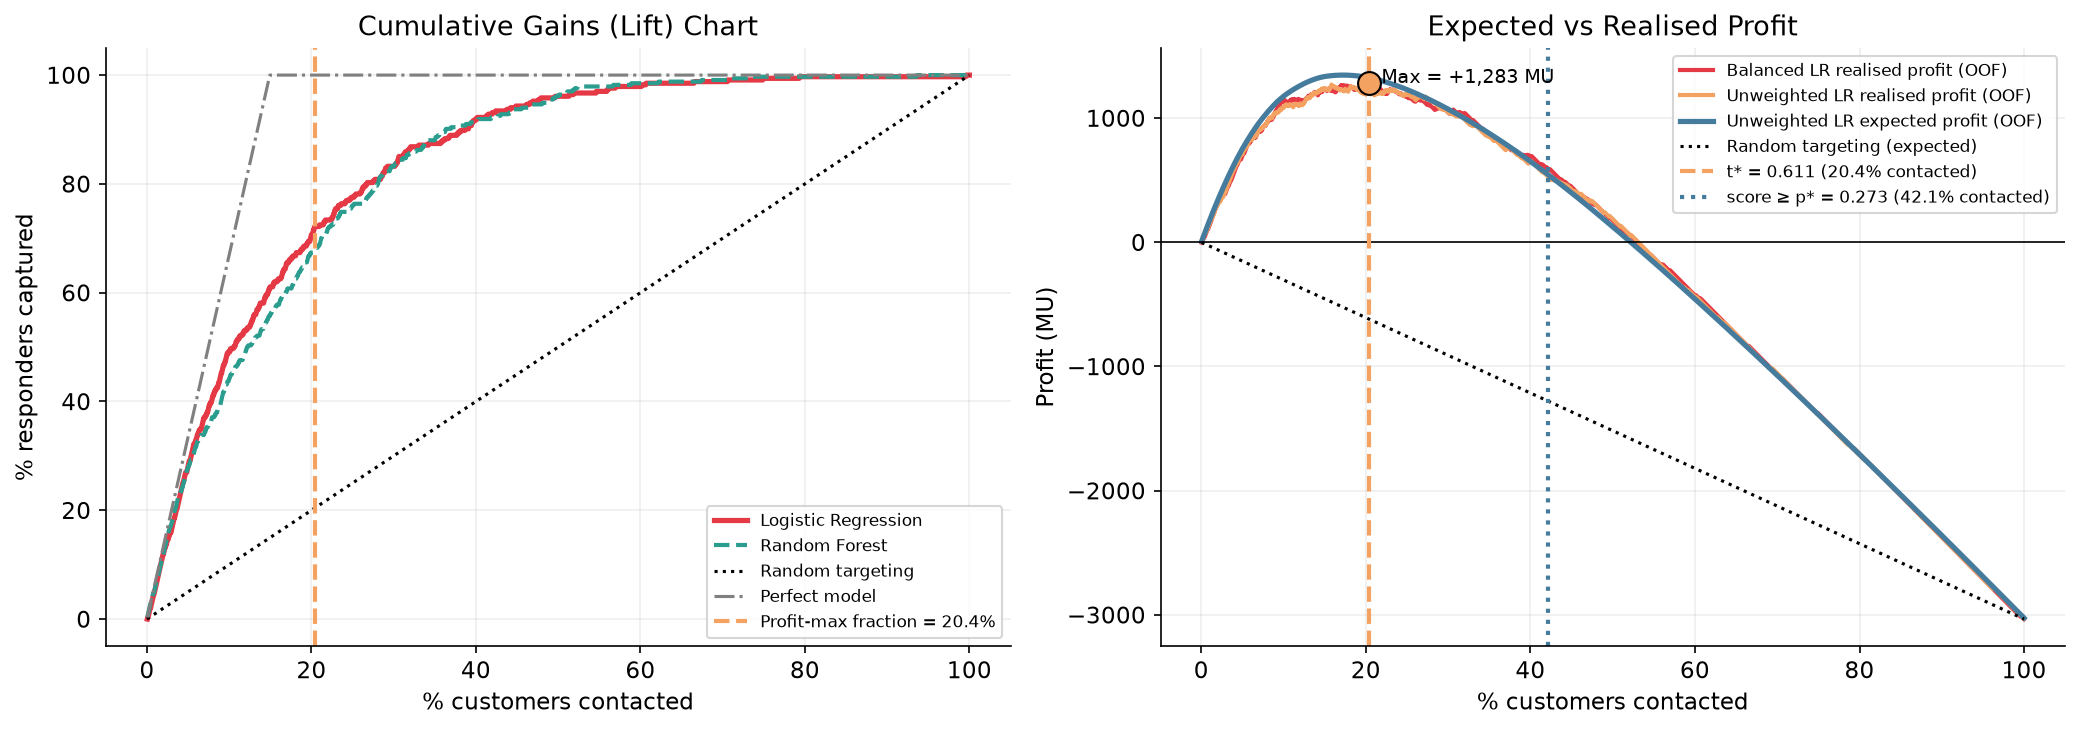 Cumulative Gains (Lift) Chart
% responders captured
100
80
60
40
20
0
0 20 40 60 80 100
% customers contacted
Logistic Regression
Random Forest
Random targeting
Perfect model
Profit-max fraction = 20.4%
Expected vs Realised Profit
Profit (MU)
1000
0
−1000
−2000
−3000
0 20 40 60 80 100
% customers contacted
Max = +1,283 MU
Balanced LR realised profit (OOF)
Unweighted LR realised profit (OOF)
Unweighted LR expected profit (OOF)
Random targeting (expected)
t* = 0.611 (20.4% contacted)
score ≥ p* = 0.273 (42.1% contacted)